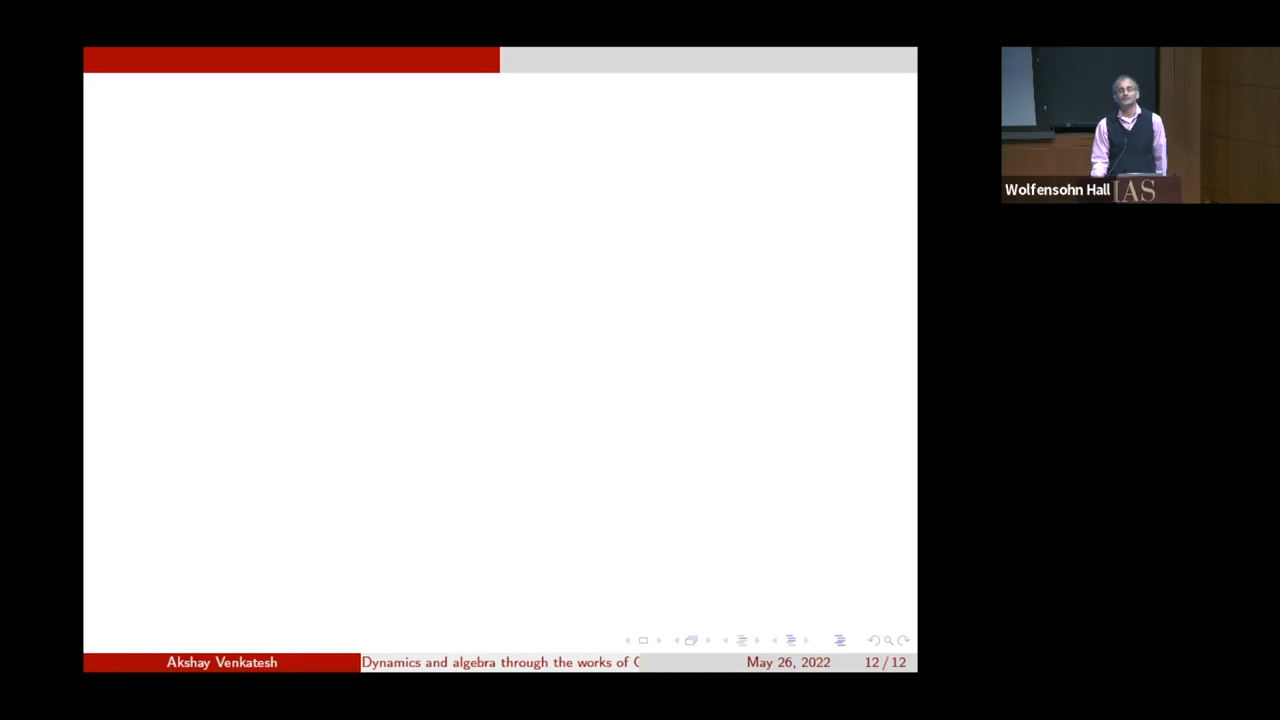 Wolfensohn Hall
IAS
Akshay Venkatesh
Dynamics and algebra through the works of
May 26, 2022
12 / 12